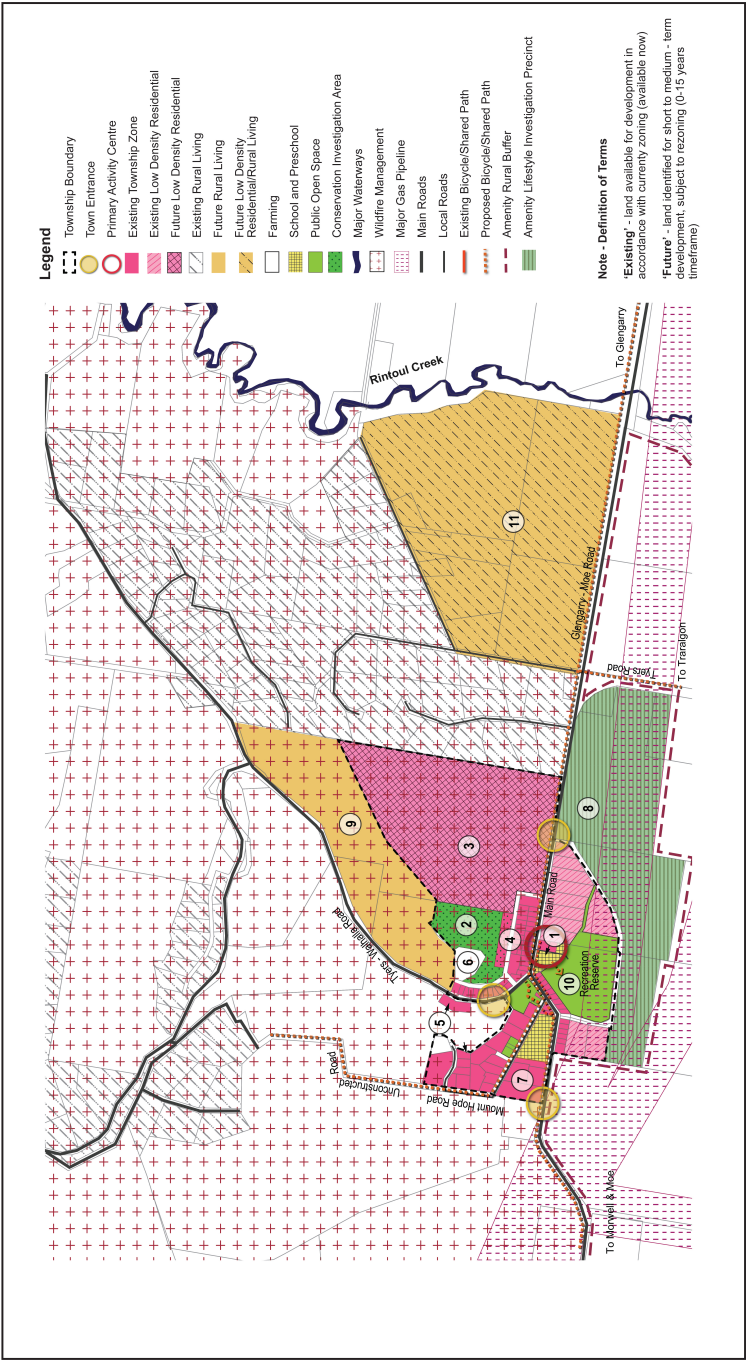 Legend
Township Boundary
Town Entrance
Primary Activity Centre
Existing Township Zone
Existing Low Density Residential
Future Low Density Residential
Existing Rural Living
Future Rural Living
Future Low Density
Residential/Rural Living
Farming
School and Preschool
Public Open Space
Conservation Investigation Area
Major Waterways
Wildfire Management
Major Gas Pipeline
Main Roads
Local Roads
Existing Bicycle/Shared Path
Proposed Bicycle/Shared Path
Amenity Rural Buffer
Amenity Lifestyle Investigation Precinct
Note - Definition of Terms
'Existing' - land available for development in
accordance with currently zoning (available now)
'Future' - land identified for short to medium - term
development, subject to rezoning (0-15 years
timeframe)
Rintoul Creek
To Glengarry
11
Glengarry - Moe Road
Tyers Road
To Traralgon
9
3
8
Tyers - Walhalla Road
2
4
Main Road
1
6
10
Recreation
Reserve
5
7
Unconstructed
Road
Mount Hope Road
To Morwell & Moe